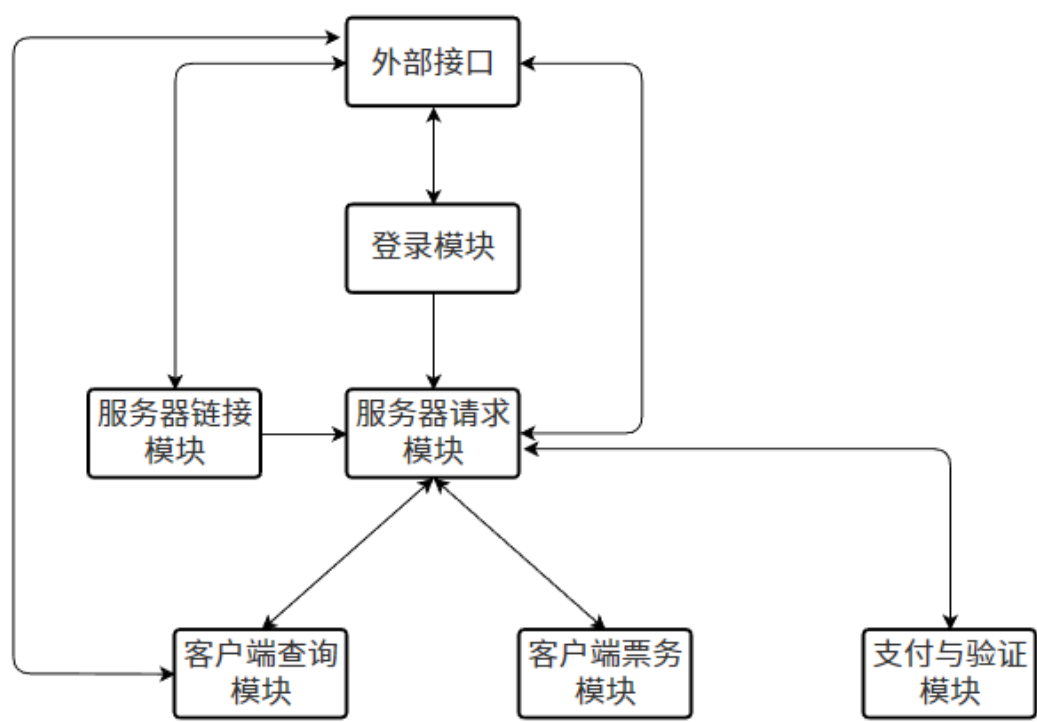 外部接口
登录模块
服务器链接
模块
服务器请求
模块
客户端查询
模块
客户端票务
模块
支付与验证
模块